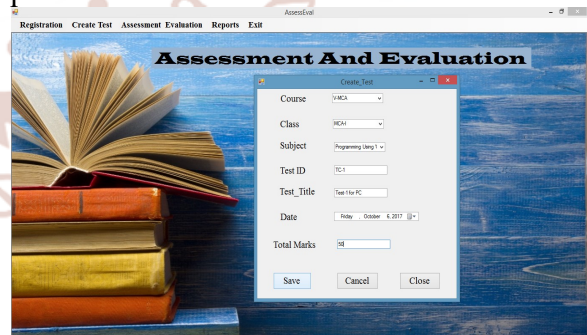 AssessEval
Registration Create Test Assessment Evaluation Reports Exit
Assessment And Evaluation
Create_Test
Course V-MCA
Class MCA-I
Subject Programming Using 1
Test ID TC-1
Test_Title Test-1 for PC
Date Friday , October 6, 2017
Total Marks 50
Save Cancel Close